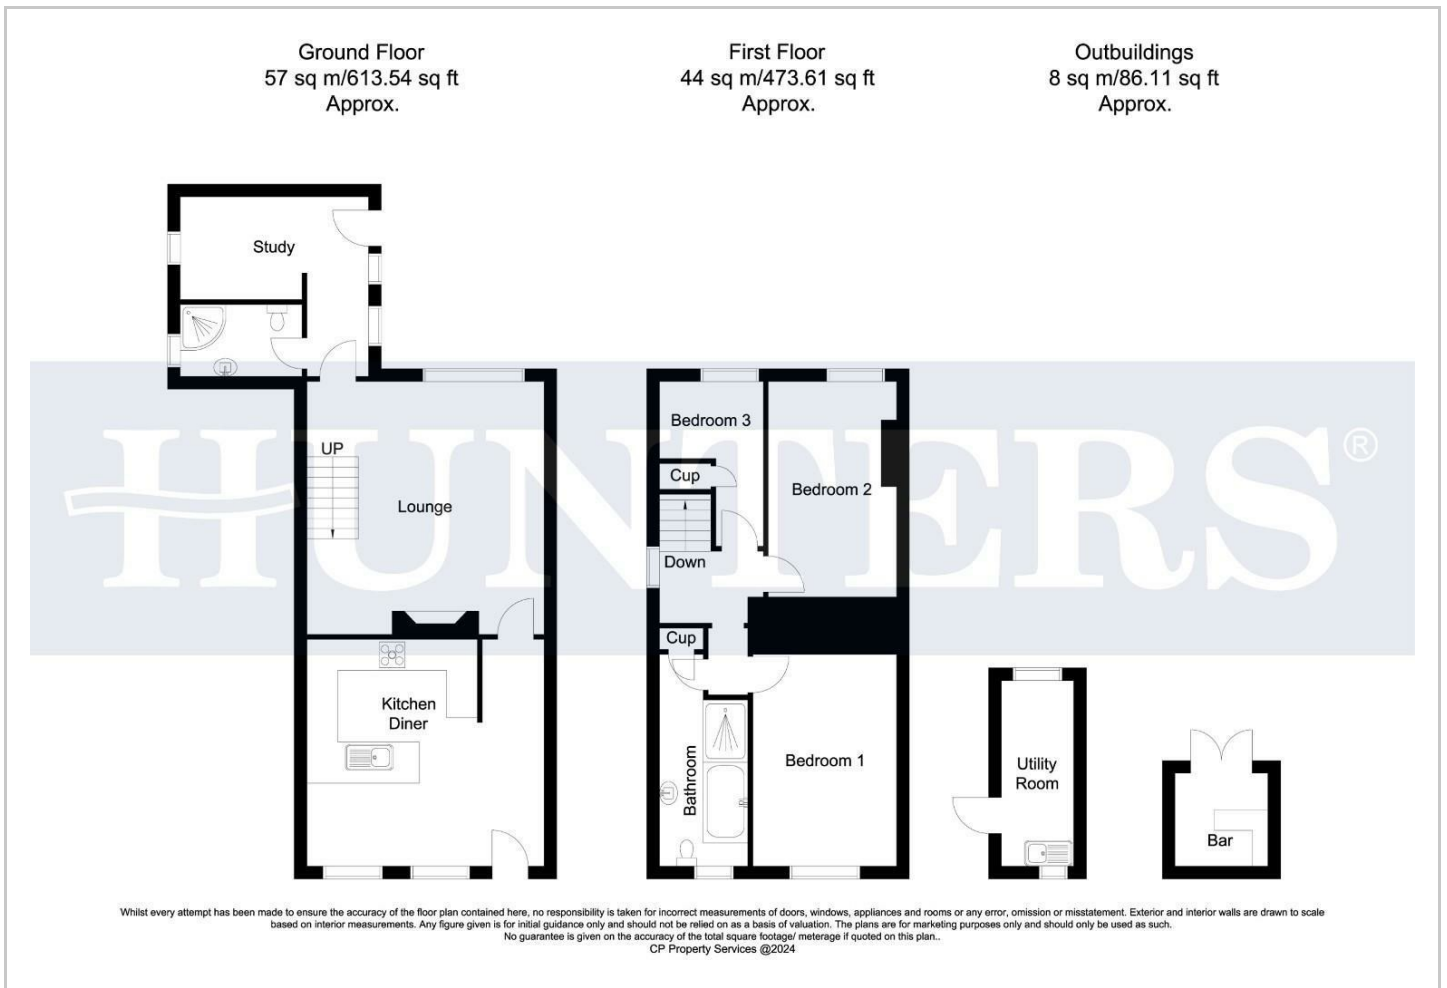 Ground Floor
57 sq m/613.54 sq ft
Approx.
First Floor
44 sq m/473.61 sq ft
Approx.
Outbuildings
8 sq m/86.11 sq ft
Approx.
Study
UP
Lounge
Kitchen
Diner
Bedroom 3
Cup
Bedroom 2
Down
Cup
Bathroom
Bedroom 1
Utility
Room
Bar
HUNTERS®
Whilst every attempt has been made to ensure the accuracy of the floor plan contained here, no responsibility is taken for incorrect measurements of doors, windows, appliances and rooms or any error, omission or misstatement. Exterior and interior walls are drawn to scale
based on interior measurements. Any figure given is for initial guidance only and should not be relied on as a basis of valuation. The plans are for marketing purposes only and should only be used as such.
No guarantee is given on the accuracy of the total square footage/ meterage if quoted on this plan..
CP Property Services @2024